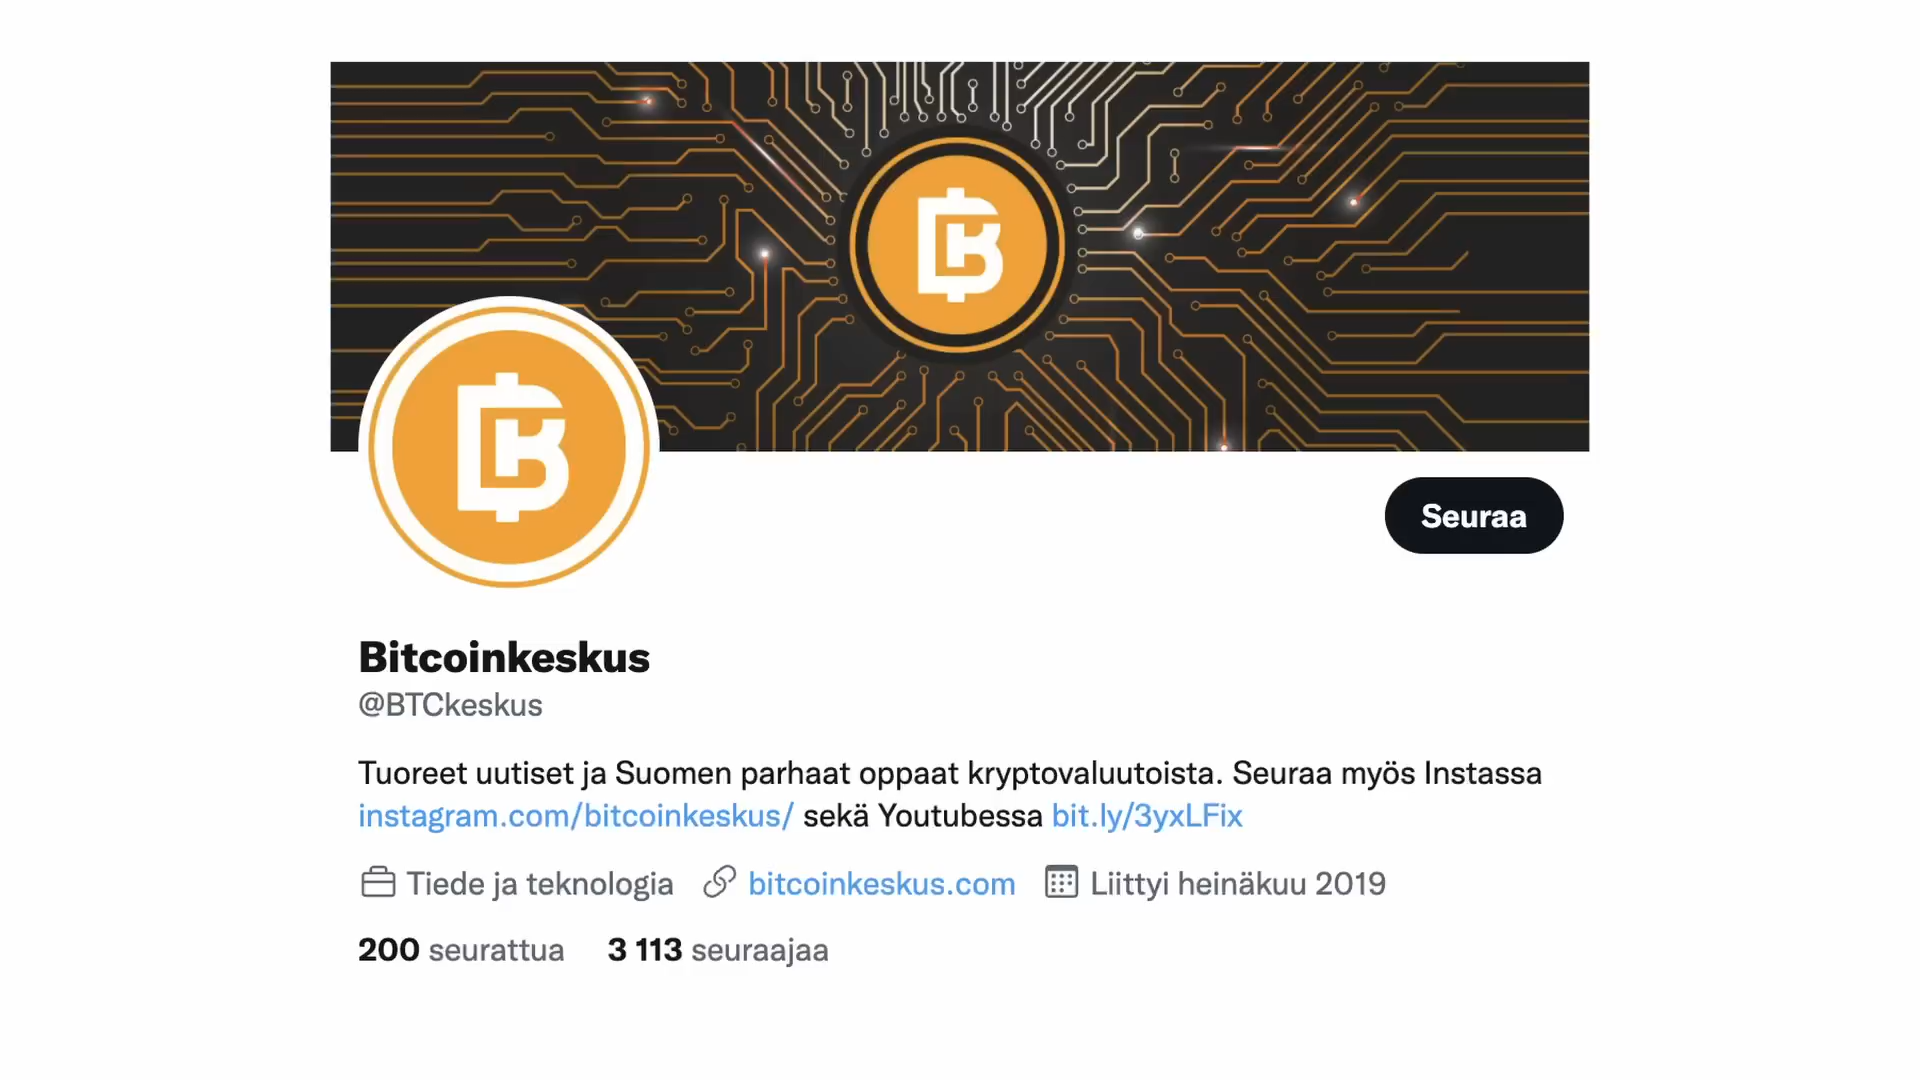 Seuraa
Bitcoinkeskus
@BTCkeskus
Tuoreet uutiset ja Suomen parhaat oppaat kryptovaluutoista. Seuraa myös Instassa
instagram.com/bitcoinkeskus/ sekä Youtubessa bit.ly/3yxLFix
Tiede ja teknologia bitcoinkeskus.com Liittyi heinäkuu 2019
200 seurattua 3 113 seuraajaa